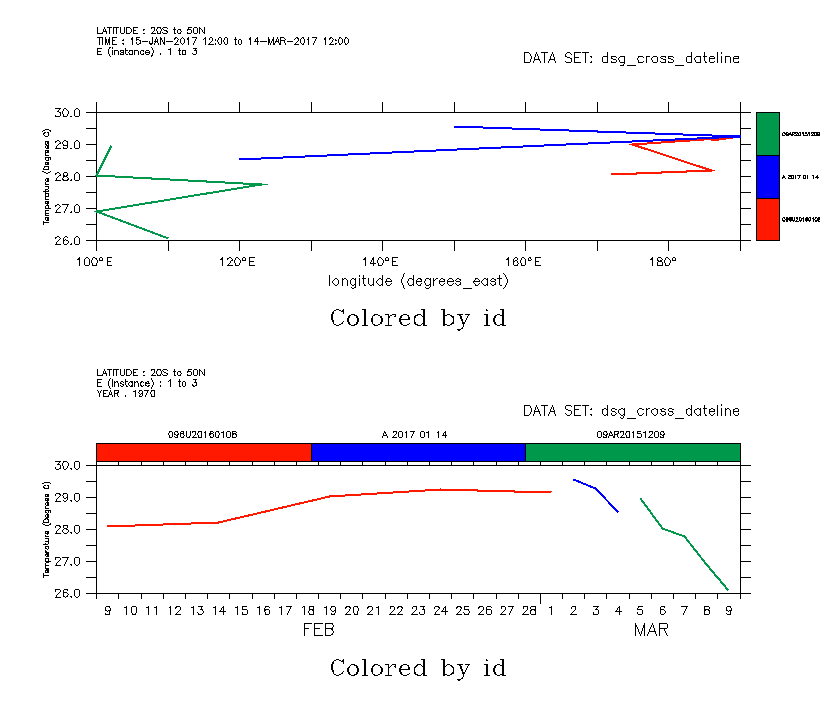 LATITUDE : 20S to 50N
TIME : 15-JAN-2017 12:00 to 14-MAR-2017 12:00
E (instance) . 1 to 3
DATA SET: dsg_cross_dateline
30.0
29.0
28.0
27.0
26.0
Temperature (Degrees C)
09AR20151209
A 2017 01 14
096U20160108
100°E 120°E 140°E 160°E 180°
longitude (degrees_east)
Colored by id
LATITUDE : 20S to 50N
E (instance) : 1 to 3
YEAR . 1970
DATA SET: dsg_cross_dateline
096U20160108 A 2017 01 14 09AR20151209
30.0
29.0
28.0
27.0
26.0
Temperature (Degrees C)
9 10 11 12 13 14 15 16 17 18 19 20 21 22 23 24 25 26 27 28 1 2 3 4 5 6 7 8 9
FEB MAR
Colored by id